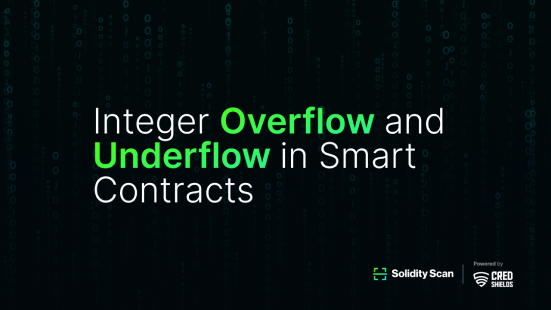 Integer Overflow and
Underflow in Smart
Contracts
Powered by
Solidity Scan
CRED
SHIELDS